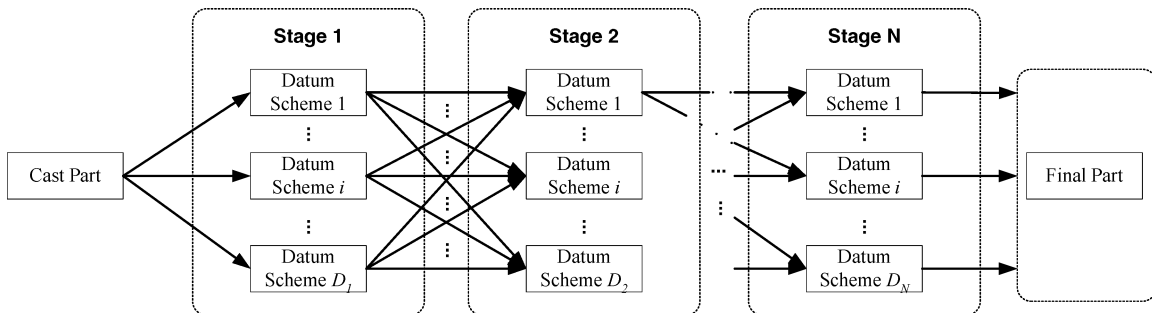 Stage 1
Stage 2
Stage N
Cast Part
Datum
Scheme 1
Datum
Scheme i
Datum
Scheme D1
Datum
Scheme 1
Datum
Scheme i
Datum
Scheme D2
Datum
Scheme 1
Datum
Scheme i
Datum
Scheme DN
Final Part